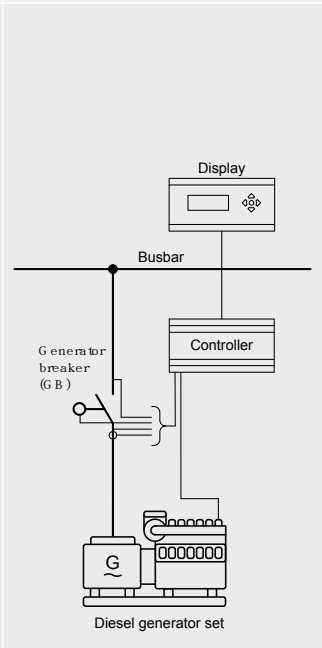 Display
Busbar
Controller
Generator
breaker
(GB)
G
Diesel generator set